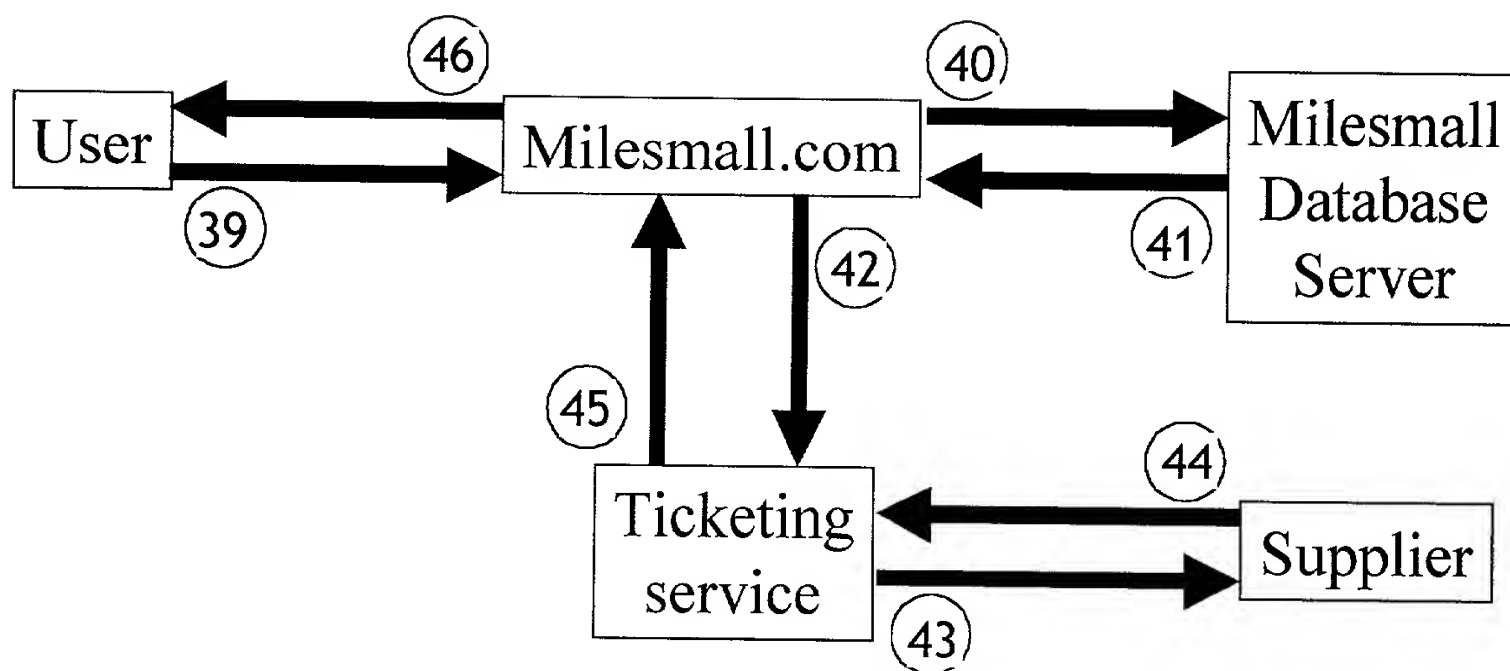 46
40
User
Milesmall.com
Milesmall
Database
Server
39
41
42
45
44
Ticketing
service
Supplier
43